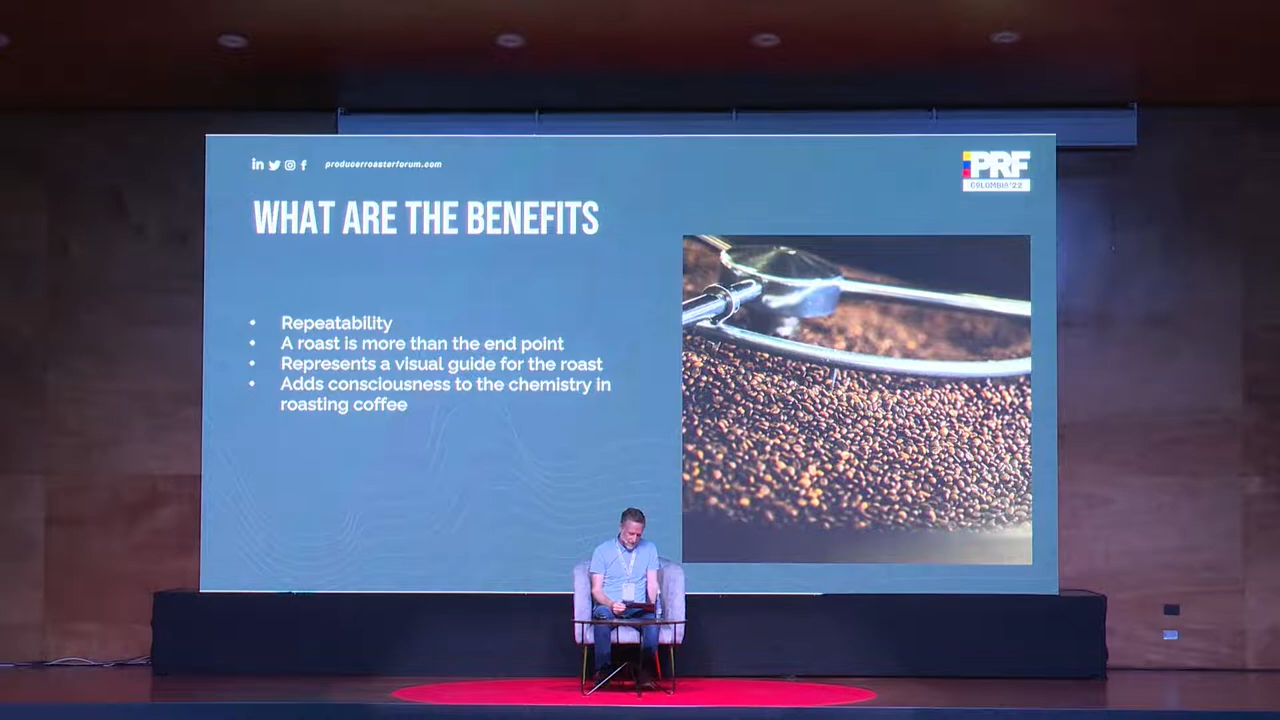 in f producerroasterforum.com
PRF
COLOMBIA'22
WHAT ARE THE BENEFITS
• Repeatability
• A roast is more than the end point
• Represents a visual guide for the roast
• Adds consciousness to the chemistry in
roasting coffee